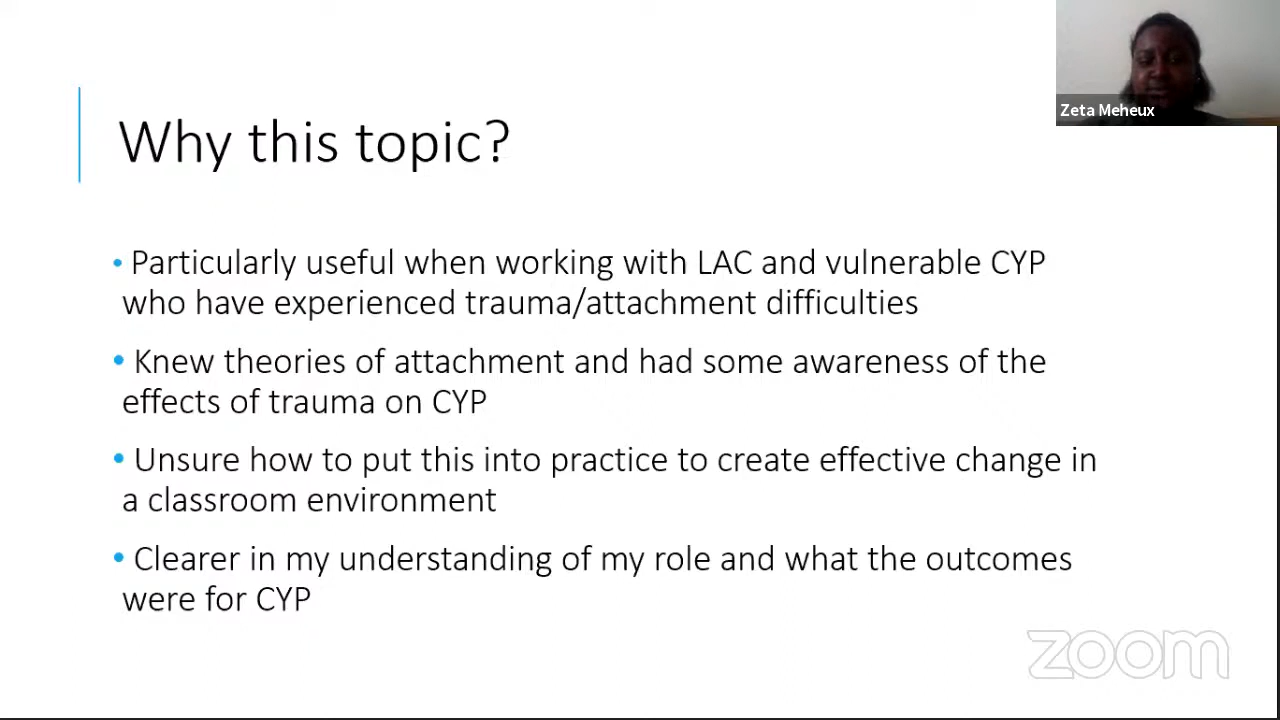 Zeta Meheux
Why this topic?
• Particularly useful when working with LAC and vulnerable CYP
who have experienced trauma/attachment difficulties
• Knew theories of attachment and had some awareness of the
effects of trauma on CYP
• Unsure how to put this into practice to create effective change in
a classroom environment
• Clearer in my understanding of my role and what the outcomes
were for CYP
zoom